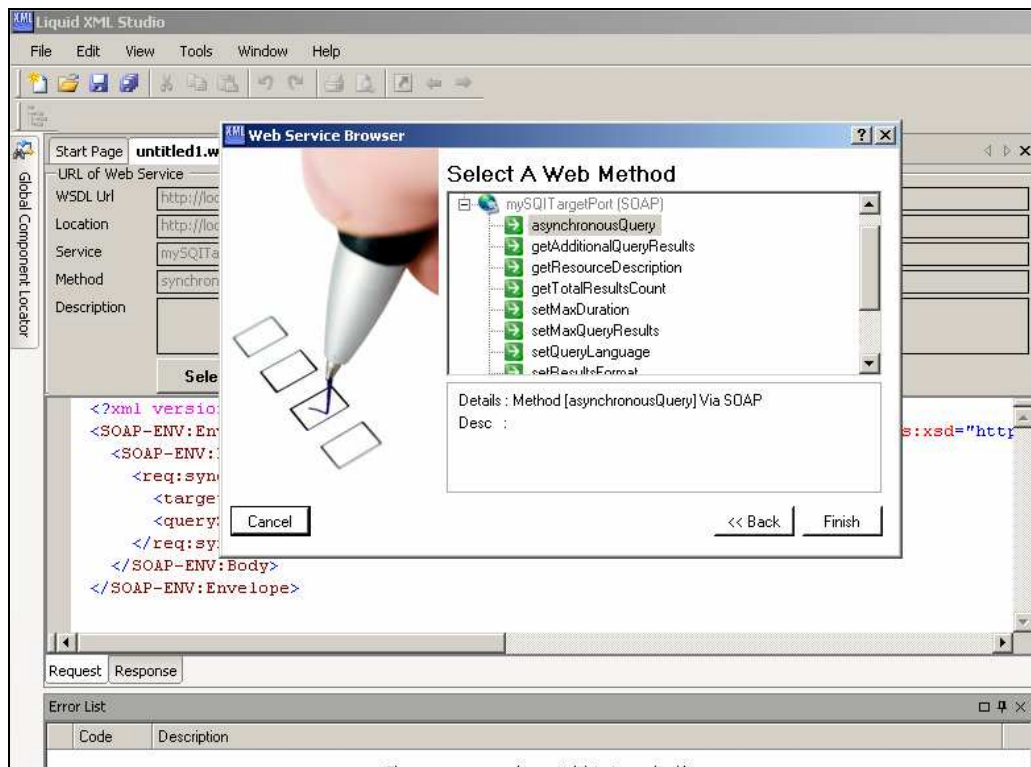 XML Liquid XML Studio
File Edit View Tools Window Help
XML Web Service Browser
Global Component Locator
Start Page untitled1.w
URL of Web Service
WSDL Url http://loc
Location http://loc
Service mySQITa
Method synchron
Description
Sele
Select A Web Method
mySQITargetPort (SOAP)
asynchronousQuery
getAdditionalQueryResults
getResourceDescription
getTotalResultsCount
setMaxDuration
setMaxQueryResults
setQueryLanguage
setResultsFormat
Details : Method [asynchronousQuery] Via SOAP
Desc :
Cancel << Back Finish
<?xml versio
<SOAP-ENV:En s:xsd="http
<SOAP-ENV:
<req:syn
<targe
<query
</req:sy
</SOAP-ENV:Body>
</SOAP-ENV:Envelope>
Request Response
Error List
Code Description